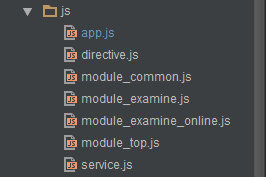 js
app.js
directive.js
module_common.js
module_examine.js
module_examine_online.js
module_top.js
service.js